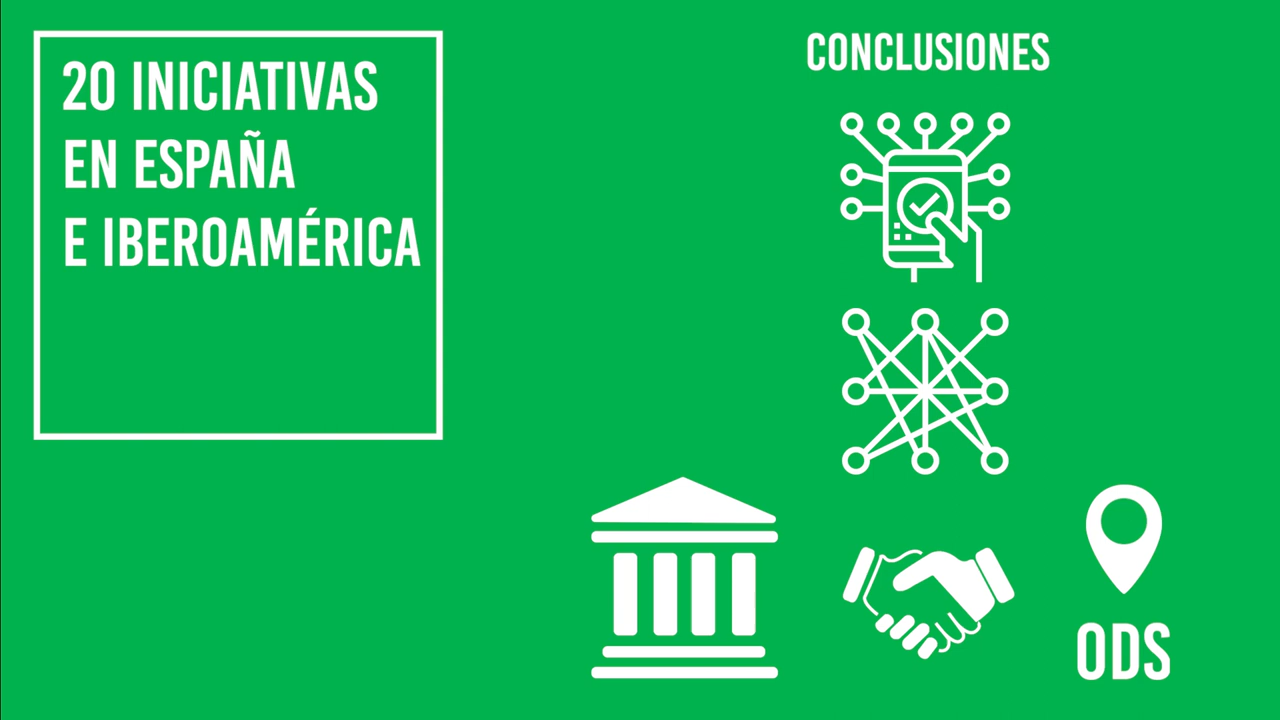 20 INICIATIVAS
EN ESPAÑA
E IBEROAMÉRICA
CONCLUSIONES
ODS